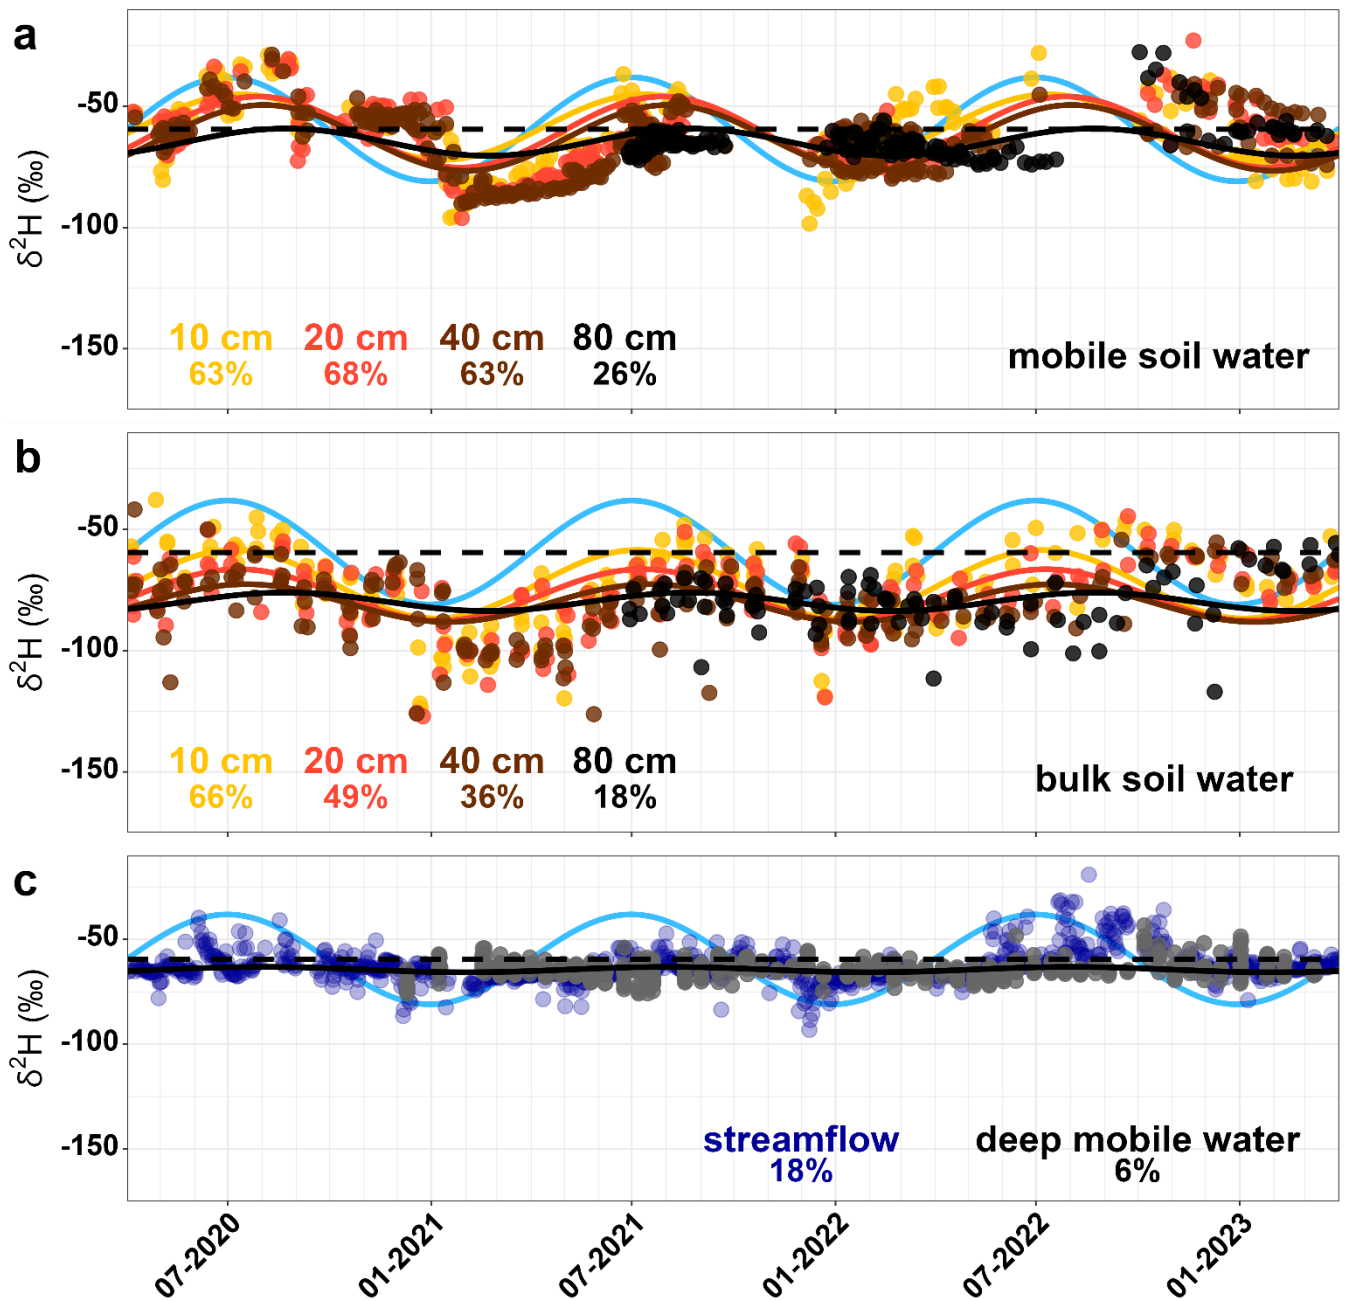 a
δ²H (‰)
-50
-100
-150
10 cm 20 cm 40 cm 80 cm
63% 68% 63% 26%
mobile soil water
b
δ²H (‰)
-50
-100
-150
10 cm 20 cm 40 cm 80 cm
66% 49% 36% 18%
bulk soil water
c
δ²H (‰)
-50
-100
-150
streamflow deep mobile water
18% 6%
07-2020 01-2021 07-2021 01-2022 07-2022 01-2023